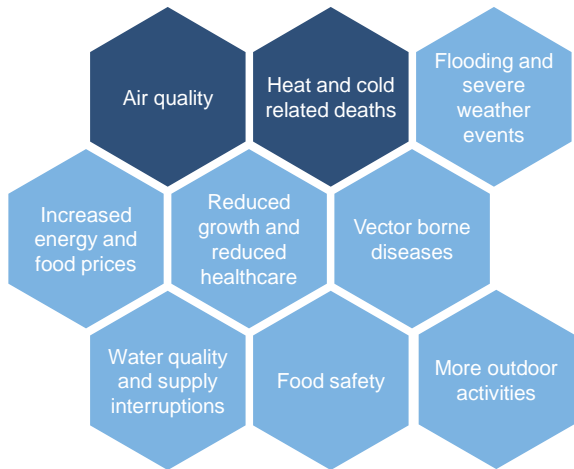 Air quality
Heat and cold
related deaths
Flooding and
severe
weather
events
Increased
energy and
food prices
Reduced
growth and
reduced
healthcare
Vector borne
diseases
Water quality
and supply
interruptions
Food safety
More outdoor
activities